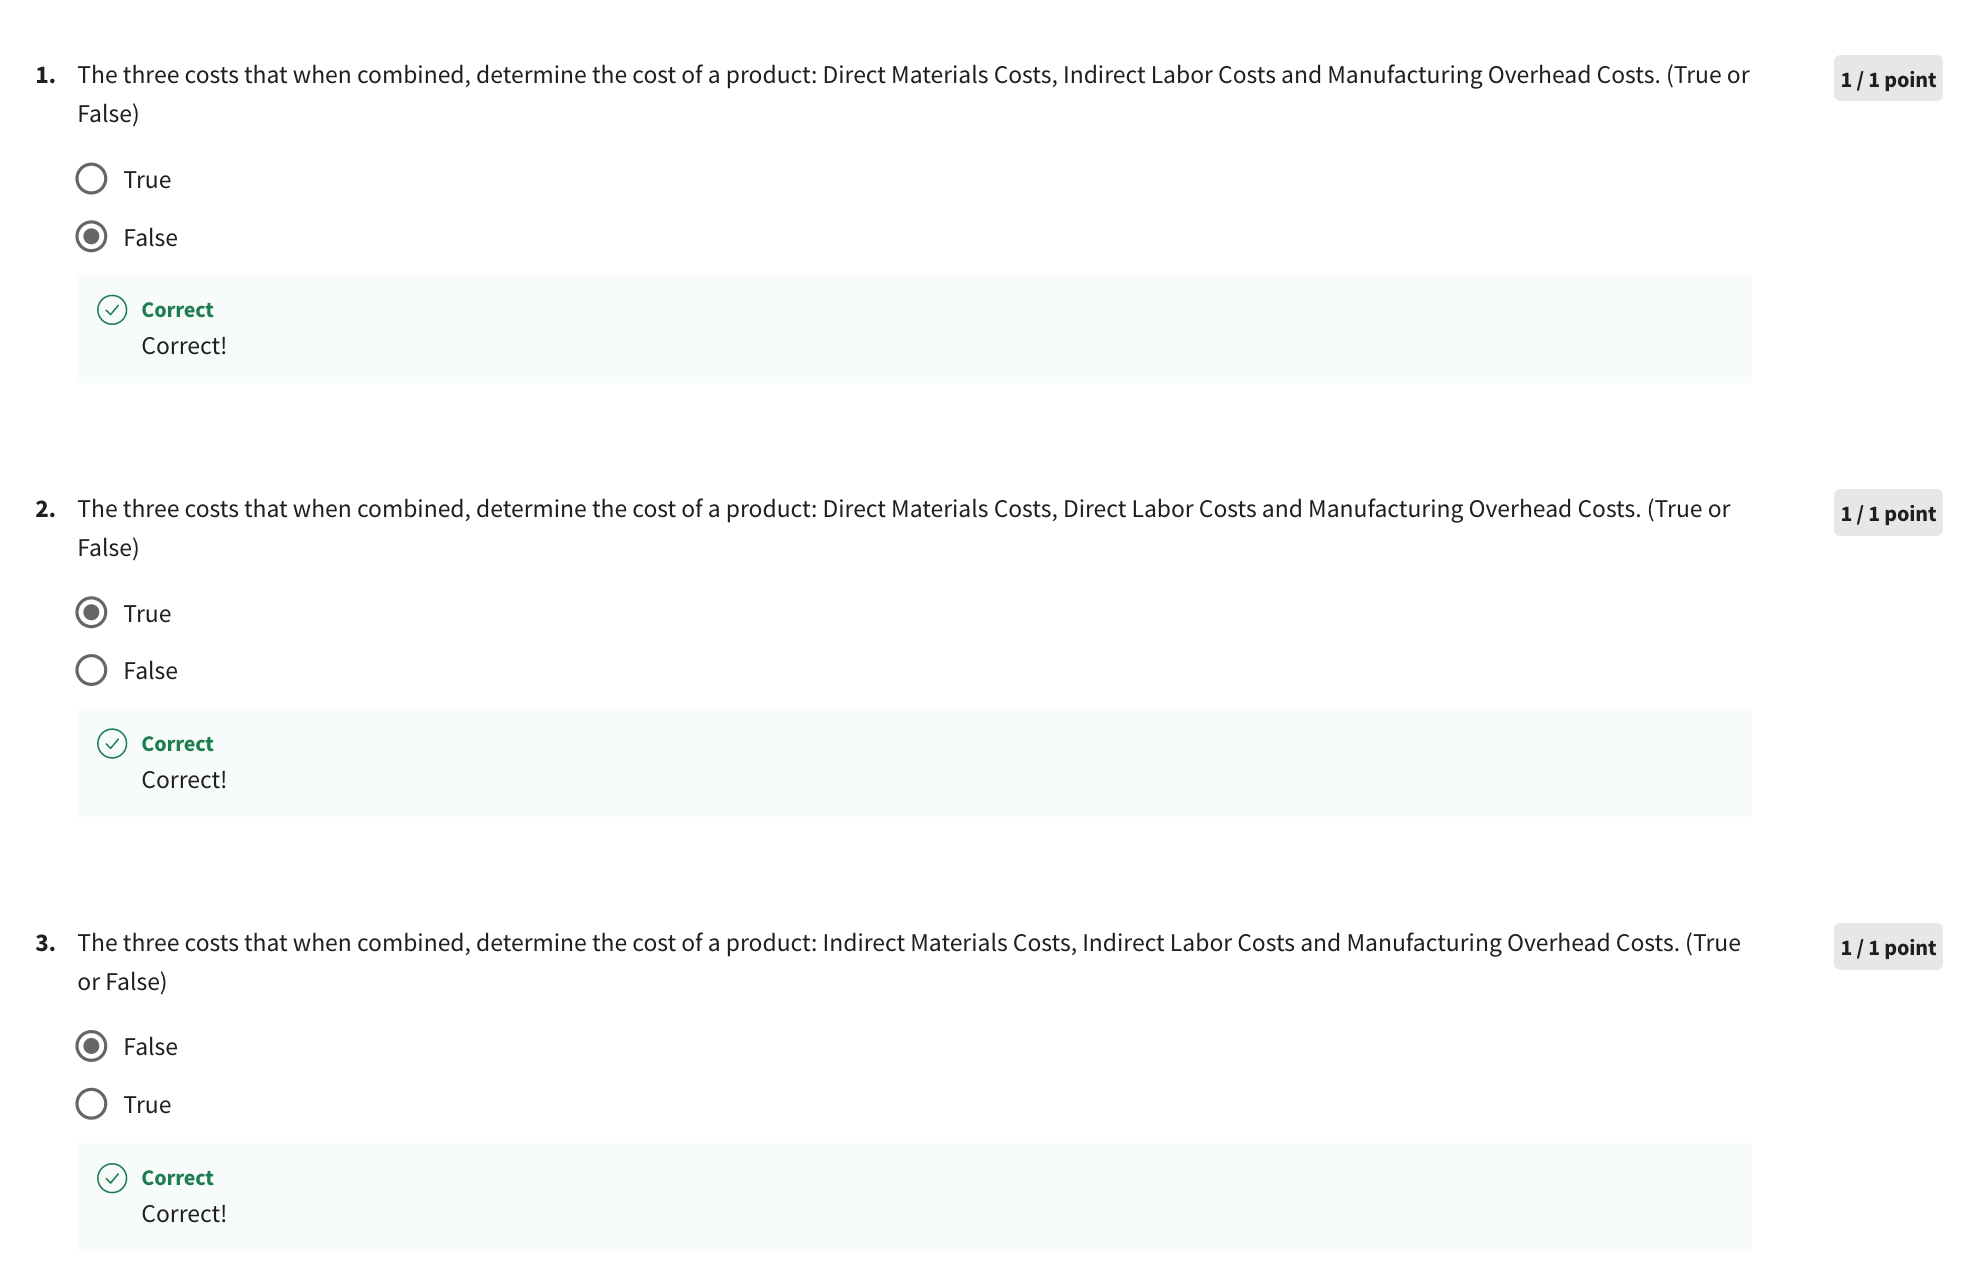 1. The three costs that when combined, determine the cost of a product: Direct Materials Costs, Indirect Labor Costs and Manufacturing Overhead Costs. (True or
False)
1 / 1 point
True
False
Correct
Correct!
2. The three costs that when combined, determine the cost of a product: Direct Materials Costs, Direct Labor Costs and Manufacturing Overhead Costs. (True or
False)
1 / 1 point
True
False
Correct
Correct!
3. The three costs that when combined, determine the cost of a product: Indirect Materials Costs, Indirect Labor Costs and Manufacturing Overhead Costs. (True
or False)
1 / 1 point
False
True
Correct
Correct!